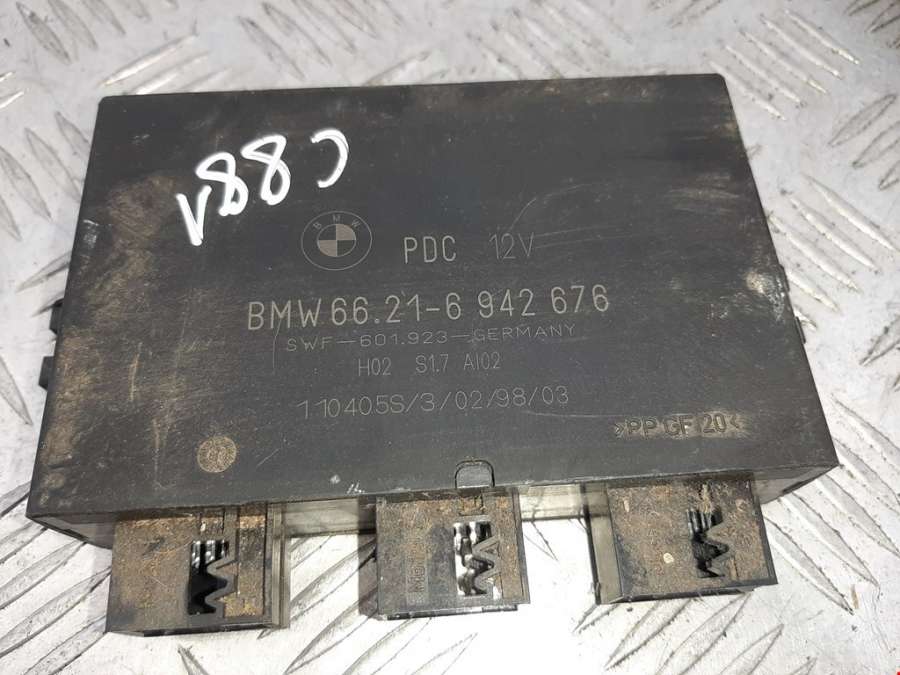 C88V
BMW
PDC 12V
BMW 66.21-6 942 676
SWF-601.923-GERMANY
H02 S1.7 AI02
110405S/3/02/98/03
>PP GF 20<